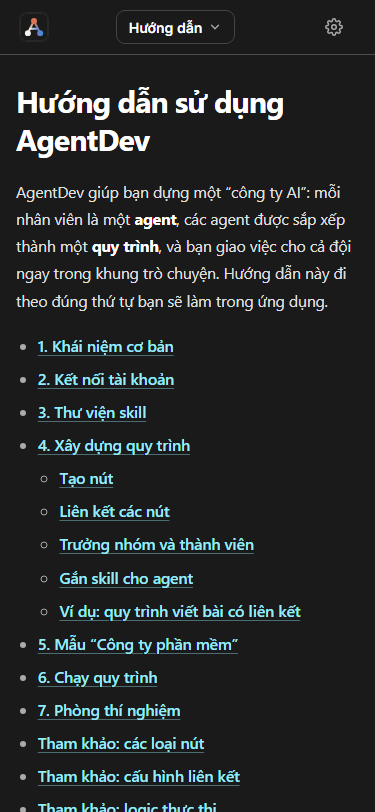 Hướng dẫn
Hướng dẫn sử dụng
AgentDev
AgentDev giúp bạn dựng một “công ty AI”: mỗi
nhân viên là một agent, các agent được sắp xếp
thành một quy trình, và bạn giao việc cho cả đội
ngay trong khung trò chuyện. Hướng dẫn này đi
theo đúng thứ tự bạn sẽ làm trong ứng dụng.
1. Khái niệm cơ bản
2. Kết nối tài khoản
3. Thư viện skill
4. Xây dựng quy trình
Tạo nút
Liên kết các nút
Trưởng nhóm và thành viên
Gắn skill cho agent
Ví dụ: quy trình viết bài có liên kết
5. Mẫu “Công ty phần mềm”
6. Chạy quy trình
7. Phòng thí nghiệm
Tham khảo: các loại nút
Tham khảo: cấu hình liên kết
Tham khảo: logic thực thi